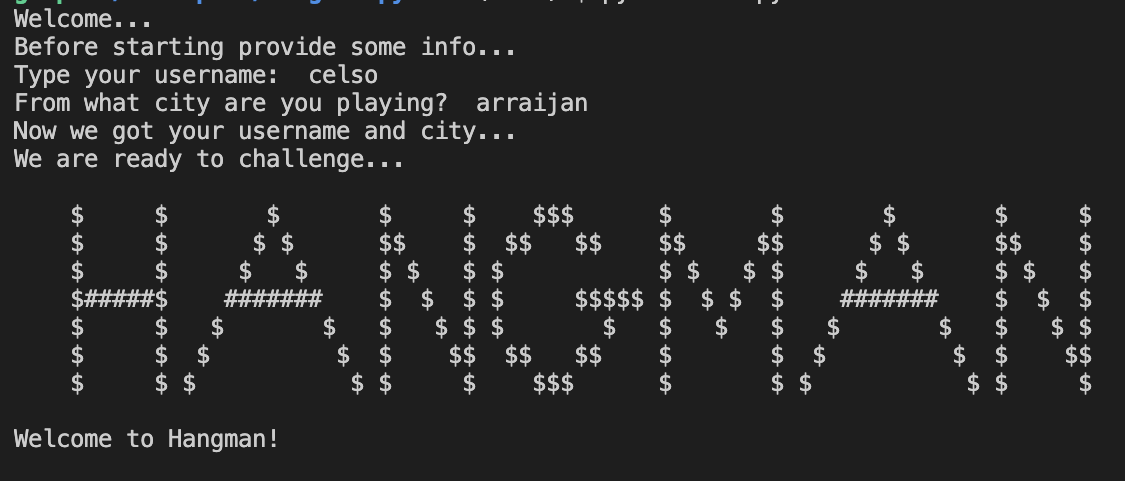 Welcome...
Before starting provide some info...
Type your username:  celso
From what city are you playing?  arraijan
Now we got your username and city...
We are ready to challenge...
HANGMAN
Welcome to Hangman!